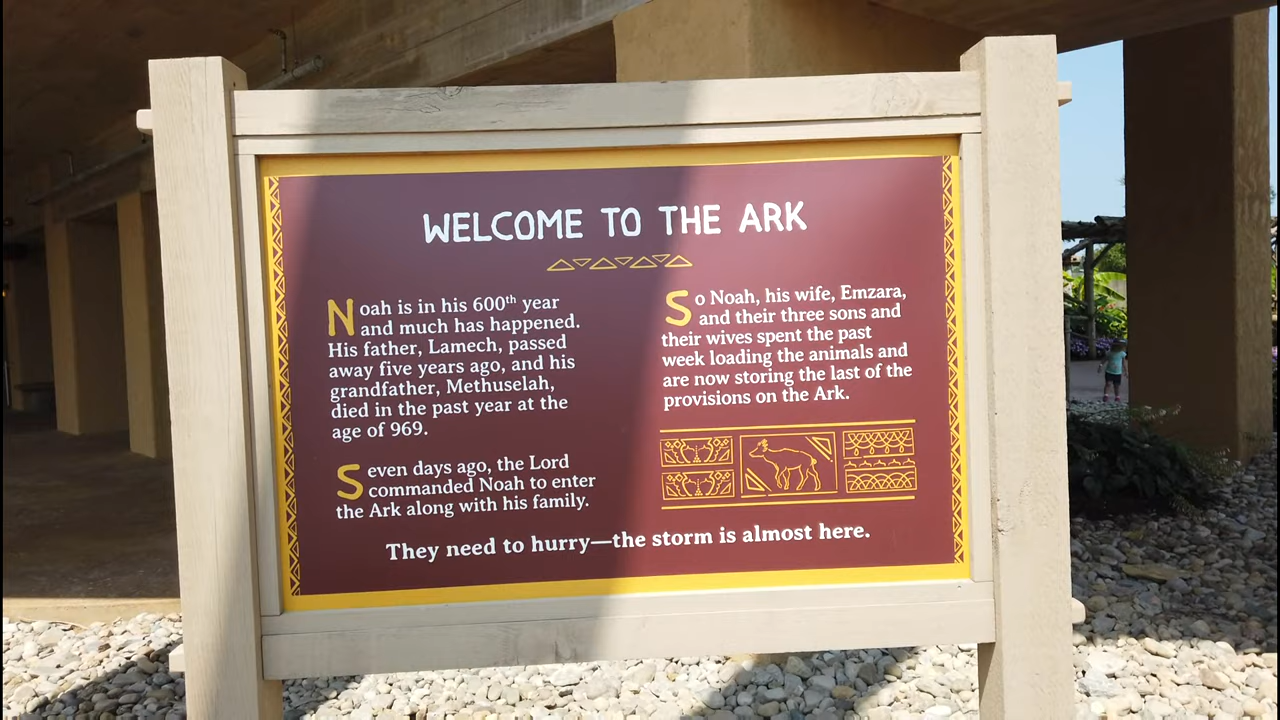 WELCOME TO THE ARK
Noah is in his 600th year
and much has happened.
His father, Lamech, passed
away five years ago, and his
grandfather, Methuselah,
died in the past year at the
age of 969.
Seven days ago, the Lord
commanded Noah to enter
the Ark along with his family.
So Noah, his wife, Emzara,
and their three sons and
their wives spent the past
week loading the animals and
are now storing the last of the
provisions on the Ark.
They need to hurry—the storm is almost here.